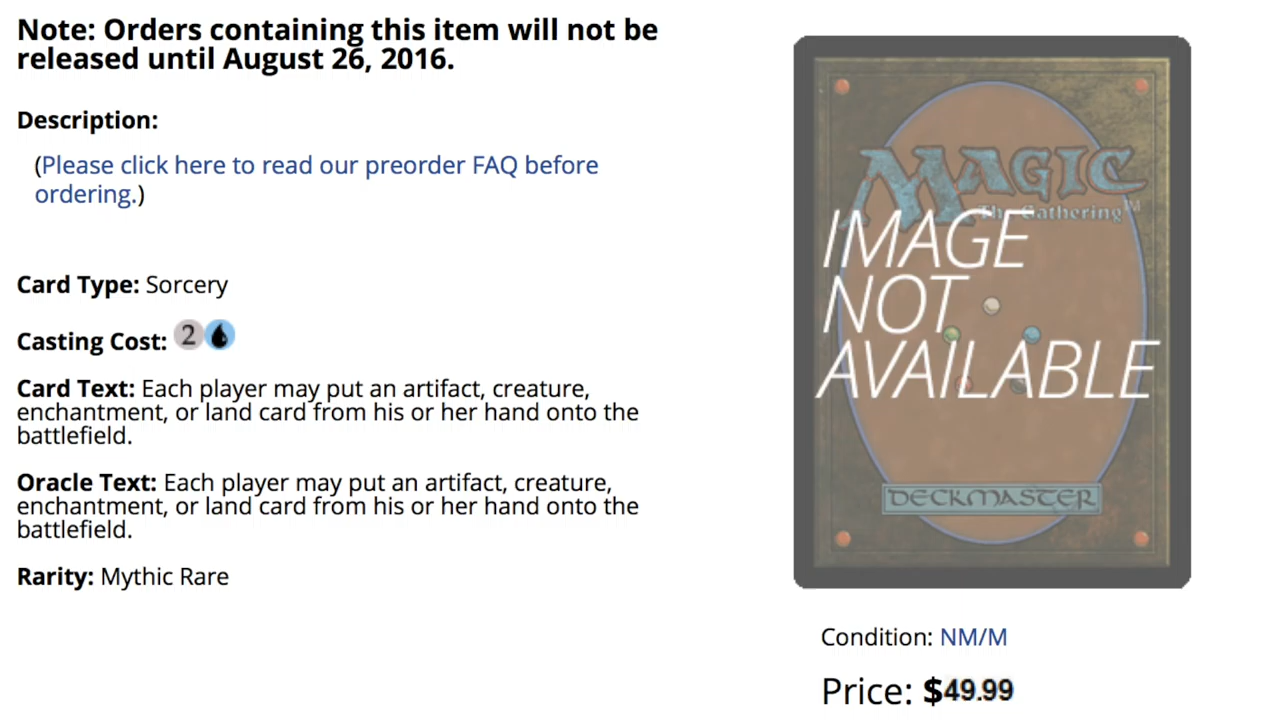 Note: Orders containing this item will not be
released until August 26, 2016.
Description:
(Please click here to read our preorder FAQ before
ordering.)
Card Type: Sorcery
Casting Cost: 2
Card Text: Each player may put an artifact, creature,
enchantment, or land card from his or her hand onto the
battlefield.
Oracle Text: Each player may put an artifact, creature,
enchantment, or land card from his or her hand onto the
battlefield.
Rarity: Mythic Rare
MAGIC
The Gathering™
IMAGE
NOT
AVAILABLE
DECKMASTER
Condition: NM/M
Price: $49.99